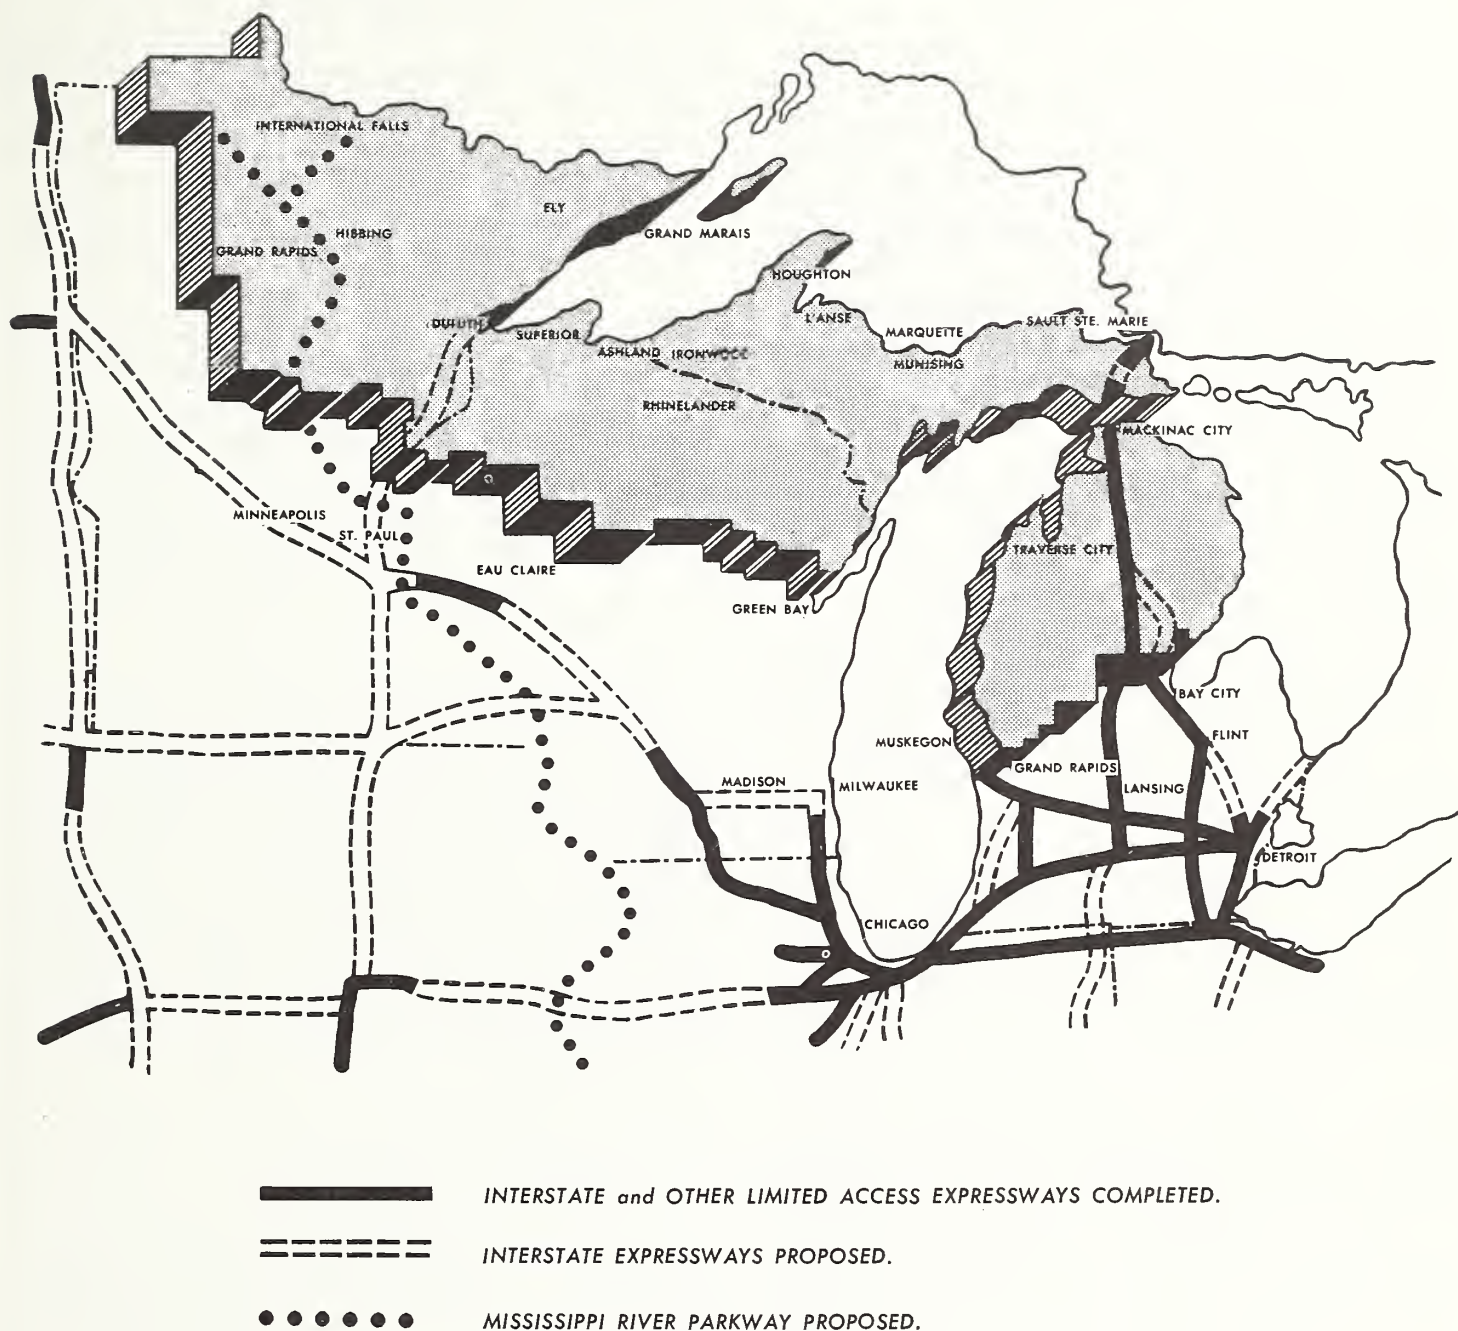 INTERNATIONAL FALLS
ELY
HIBBING
GRAND RAPIDS
GRAND MARAIS
HOUGHTON
DULUTH
SUPERIOR
L'ANSE
MARQUETTE
SAULT STE. MARIE
ASHLAND IRONWOOD
MUNISING
RHINELANDER
MACKINAC CITY
MINNEAPOLIS
ST. PAUL
TRAVERSE CITY
EAU CLAIRE
GREEN BAY
BAY CITY
MUSKEGON
FLINT
GRAND RAPIDS
MADISON
MILWAUKEE
LANSING
DETROIT
CHICAGO
INTERSTATE and OTHER LIMITED ACCESS EXPRESSWAYS COMPLETED.
INTERSTATE EXPRESSWAYS PROPOSED.
MISSISSIPPI RIVER PARKWAY PROPOSED.